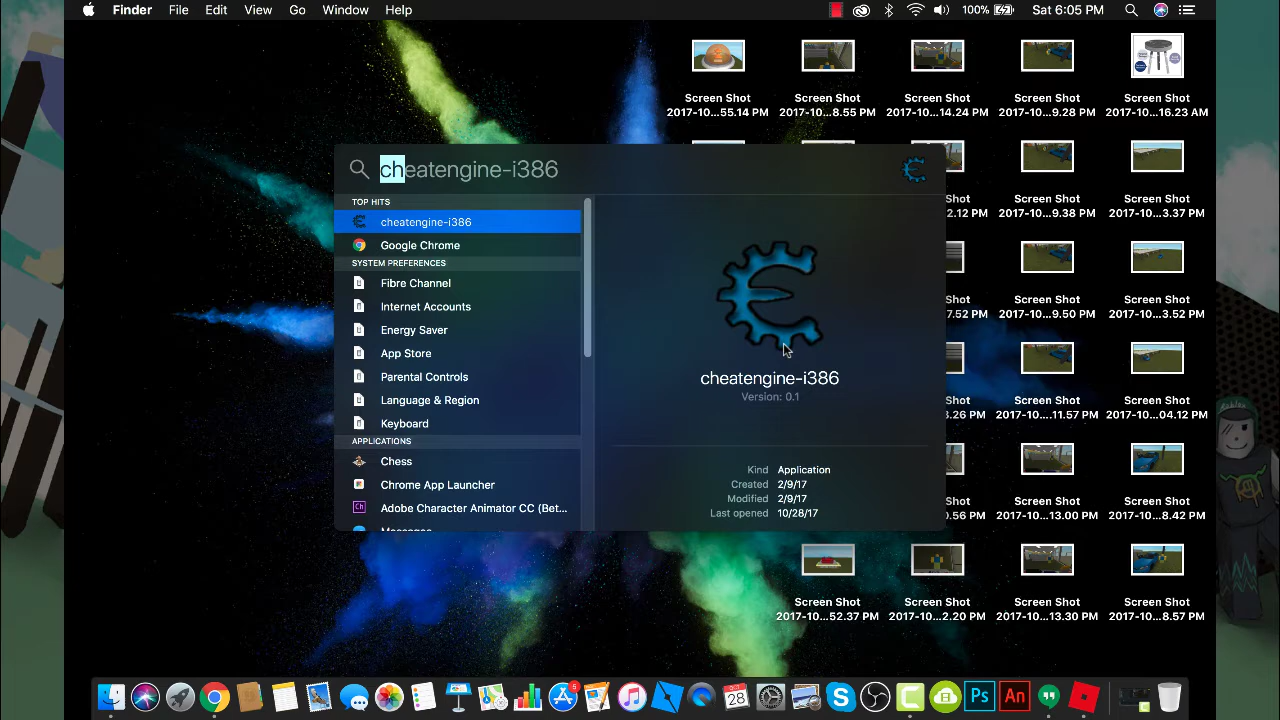 Finder File Edit View Go Window Help 100% Sat 6:05 PM
Screen Shot Screen Shot Screen Shot Screen Shot Screen Shot
2017-10...55.14 PM 2017-10...8.55 PM 2017-10...14.24 PM 2017-10...9.28 PM 2017-10...16.23 AM
cheatengine-i386
TOP HITS
cheatengine-i386
Google Chrome
SYSTEM PREFERENCES
Fibre Channel
Internet Accounts
Energy Saver
App Store
Parental Controls
Language & Region
Keyboard
APPLICATIONS
Chess
Chrome App Launcher
Adobe Character Animator CC (Bet...
cheatengine-i386
Version: 0.1
Kind Application
Created 2/9/17
Modified 2/9/17
Last opened 10/28/17
Shot Screen Shot Screen Shot
2.12 PM 2017-10...9.38 PM 2017-10...3.37 PM
Shot Screen Shot Screen Shot
7.52 PM 2017-10...9.50 PM 2017-10...3.52 PM
Shot Screen Shot Screen Shot
3.26 PM 2017-10....11.57 PM 2017-10...04.12 PM
Shot Screen Shot Screen Shot
0.56 PM 2017-10...13.00 PM 2017-10...8.42 PM
Screen Shot Screen Shot Screen Shot Screen Shot
2017-10...52.37 PM 2017-10...2.20 PM 2017-10...13.30 PM 2017-10...8.57 PM
5
OCT
28
Ps
An